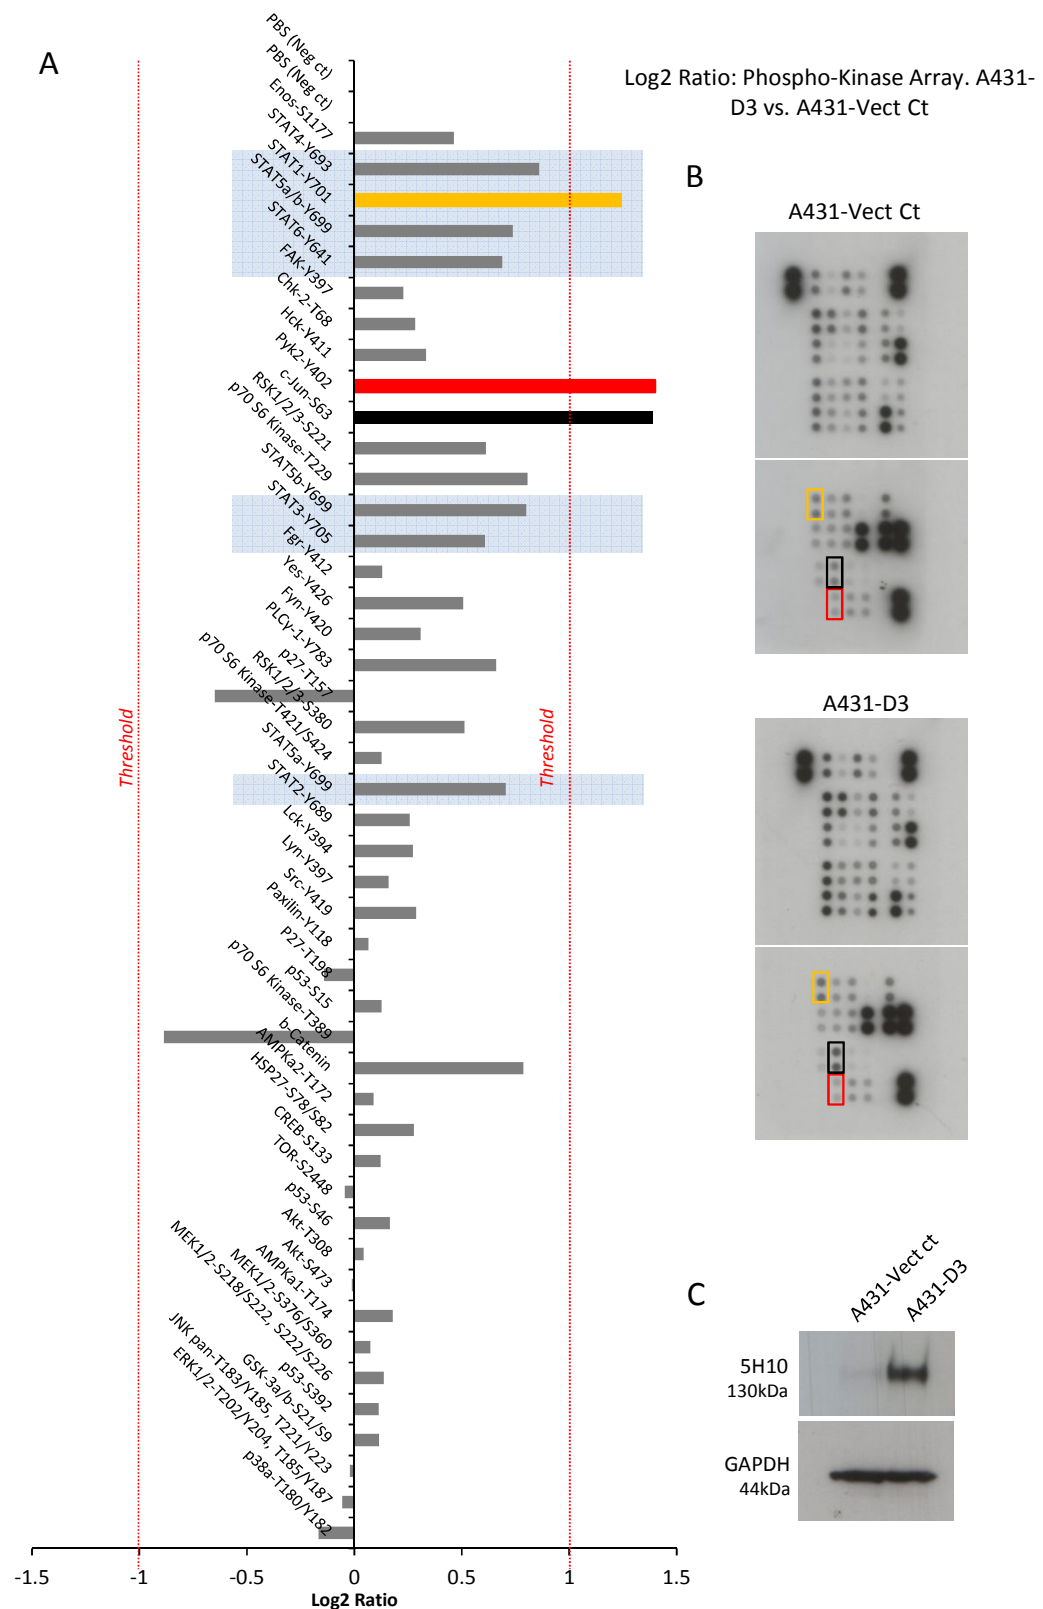 A
Log2 Ratio: Phospho-Kinase Array. A431-
D3 vs. A431-Vect Ct
PBS (Neg ct)
PBS (Neg ct)
Enos-S1177
STAT4-Y693
STAT1-Y701
STAT5a/b-Y699
STAT6-Y641
FAK-Y397
Chk-2-T68
Hck-Y411
Pyk2-Y402
c-Jun-S63
RSK1/2/3-S221
p70 S6 Kinase-T229
STAT5b-Y699
STAT3-Y705
Fgr-Y412
Yes-Y426
Fyn-Y420
PLCγ-1-Y783
p27-T157
RSK1/2/3-S380
p70 S6 Kinase-T421/S424
STAT5a-Y699
STAT2-Y689
Lck-Y394
Lyn-Y397
Src-Y419
Paxilin-Y118
p27-T198
p53-S15
p70 S6 Kinase-T389
b-Catenin
AMPKa2-T172
HSP27-S78/S82
CREB-S133
TOR-S2448
p53-S46
Akt-T308
Akt-S473
AMPKa1-T174
MEK1/2-S376/S360
MEK1/2-S218/S222, S222/S226
p53-S392
GSK-3a/b-S21/S9
JNK pan-T183/Y185, T221/Y223
ERK1/2-T202/Y204, T185/Y187
p38a-T180/Y182
Threshold
Threshold
-1.5
-1
-0.5
0
0.5
1
1.5
Log2 Ratio
B
A431-Vect Ct
A431-D3
C
A431-Vect ct
A431-D3
5H10
130kDa
GAPDH
44kDa